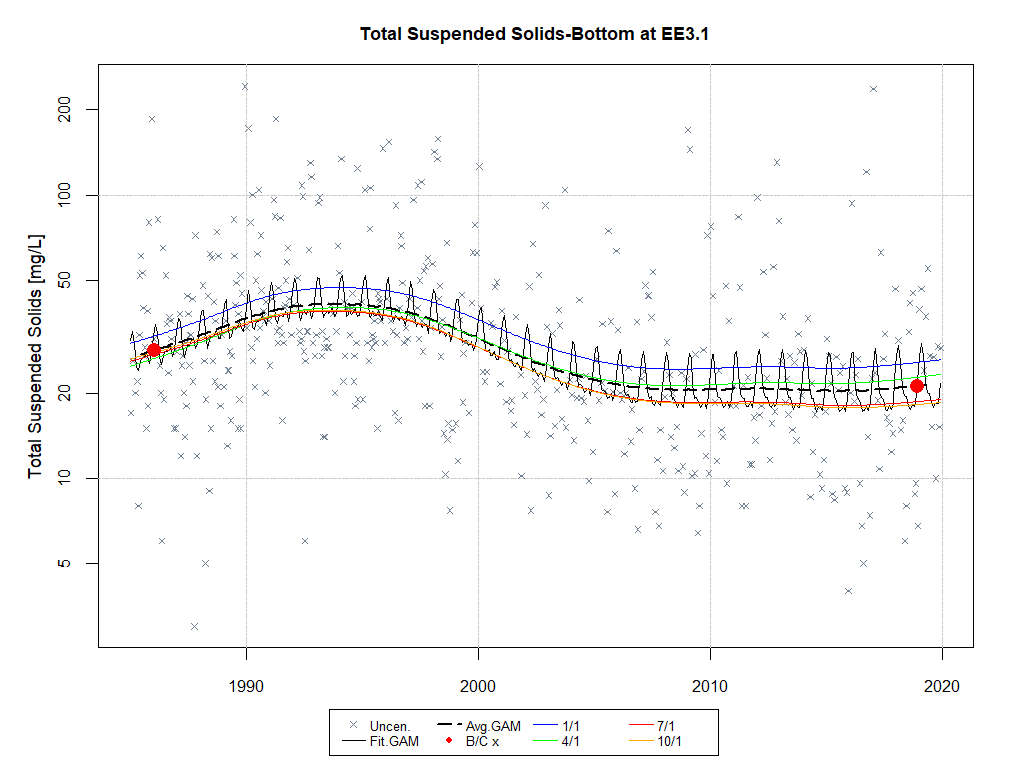 Total Suspended Solids-Bottom at EE3.1
Total Suspended Solids [mg/L]
200
100
50
20
10
5
1990 2000 2010 2020
Uncen. Avg.GAM 1/1 7/1
Fit.GAM B/C x 4/1 10/1